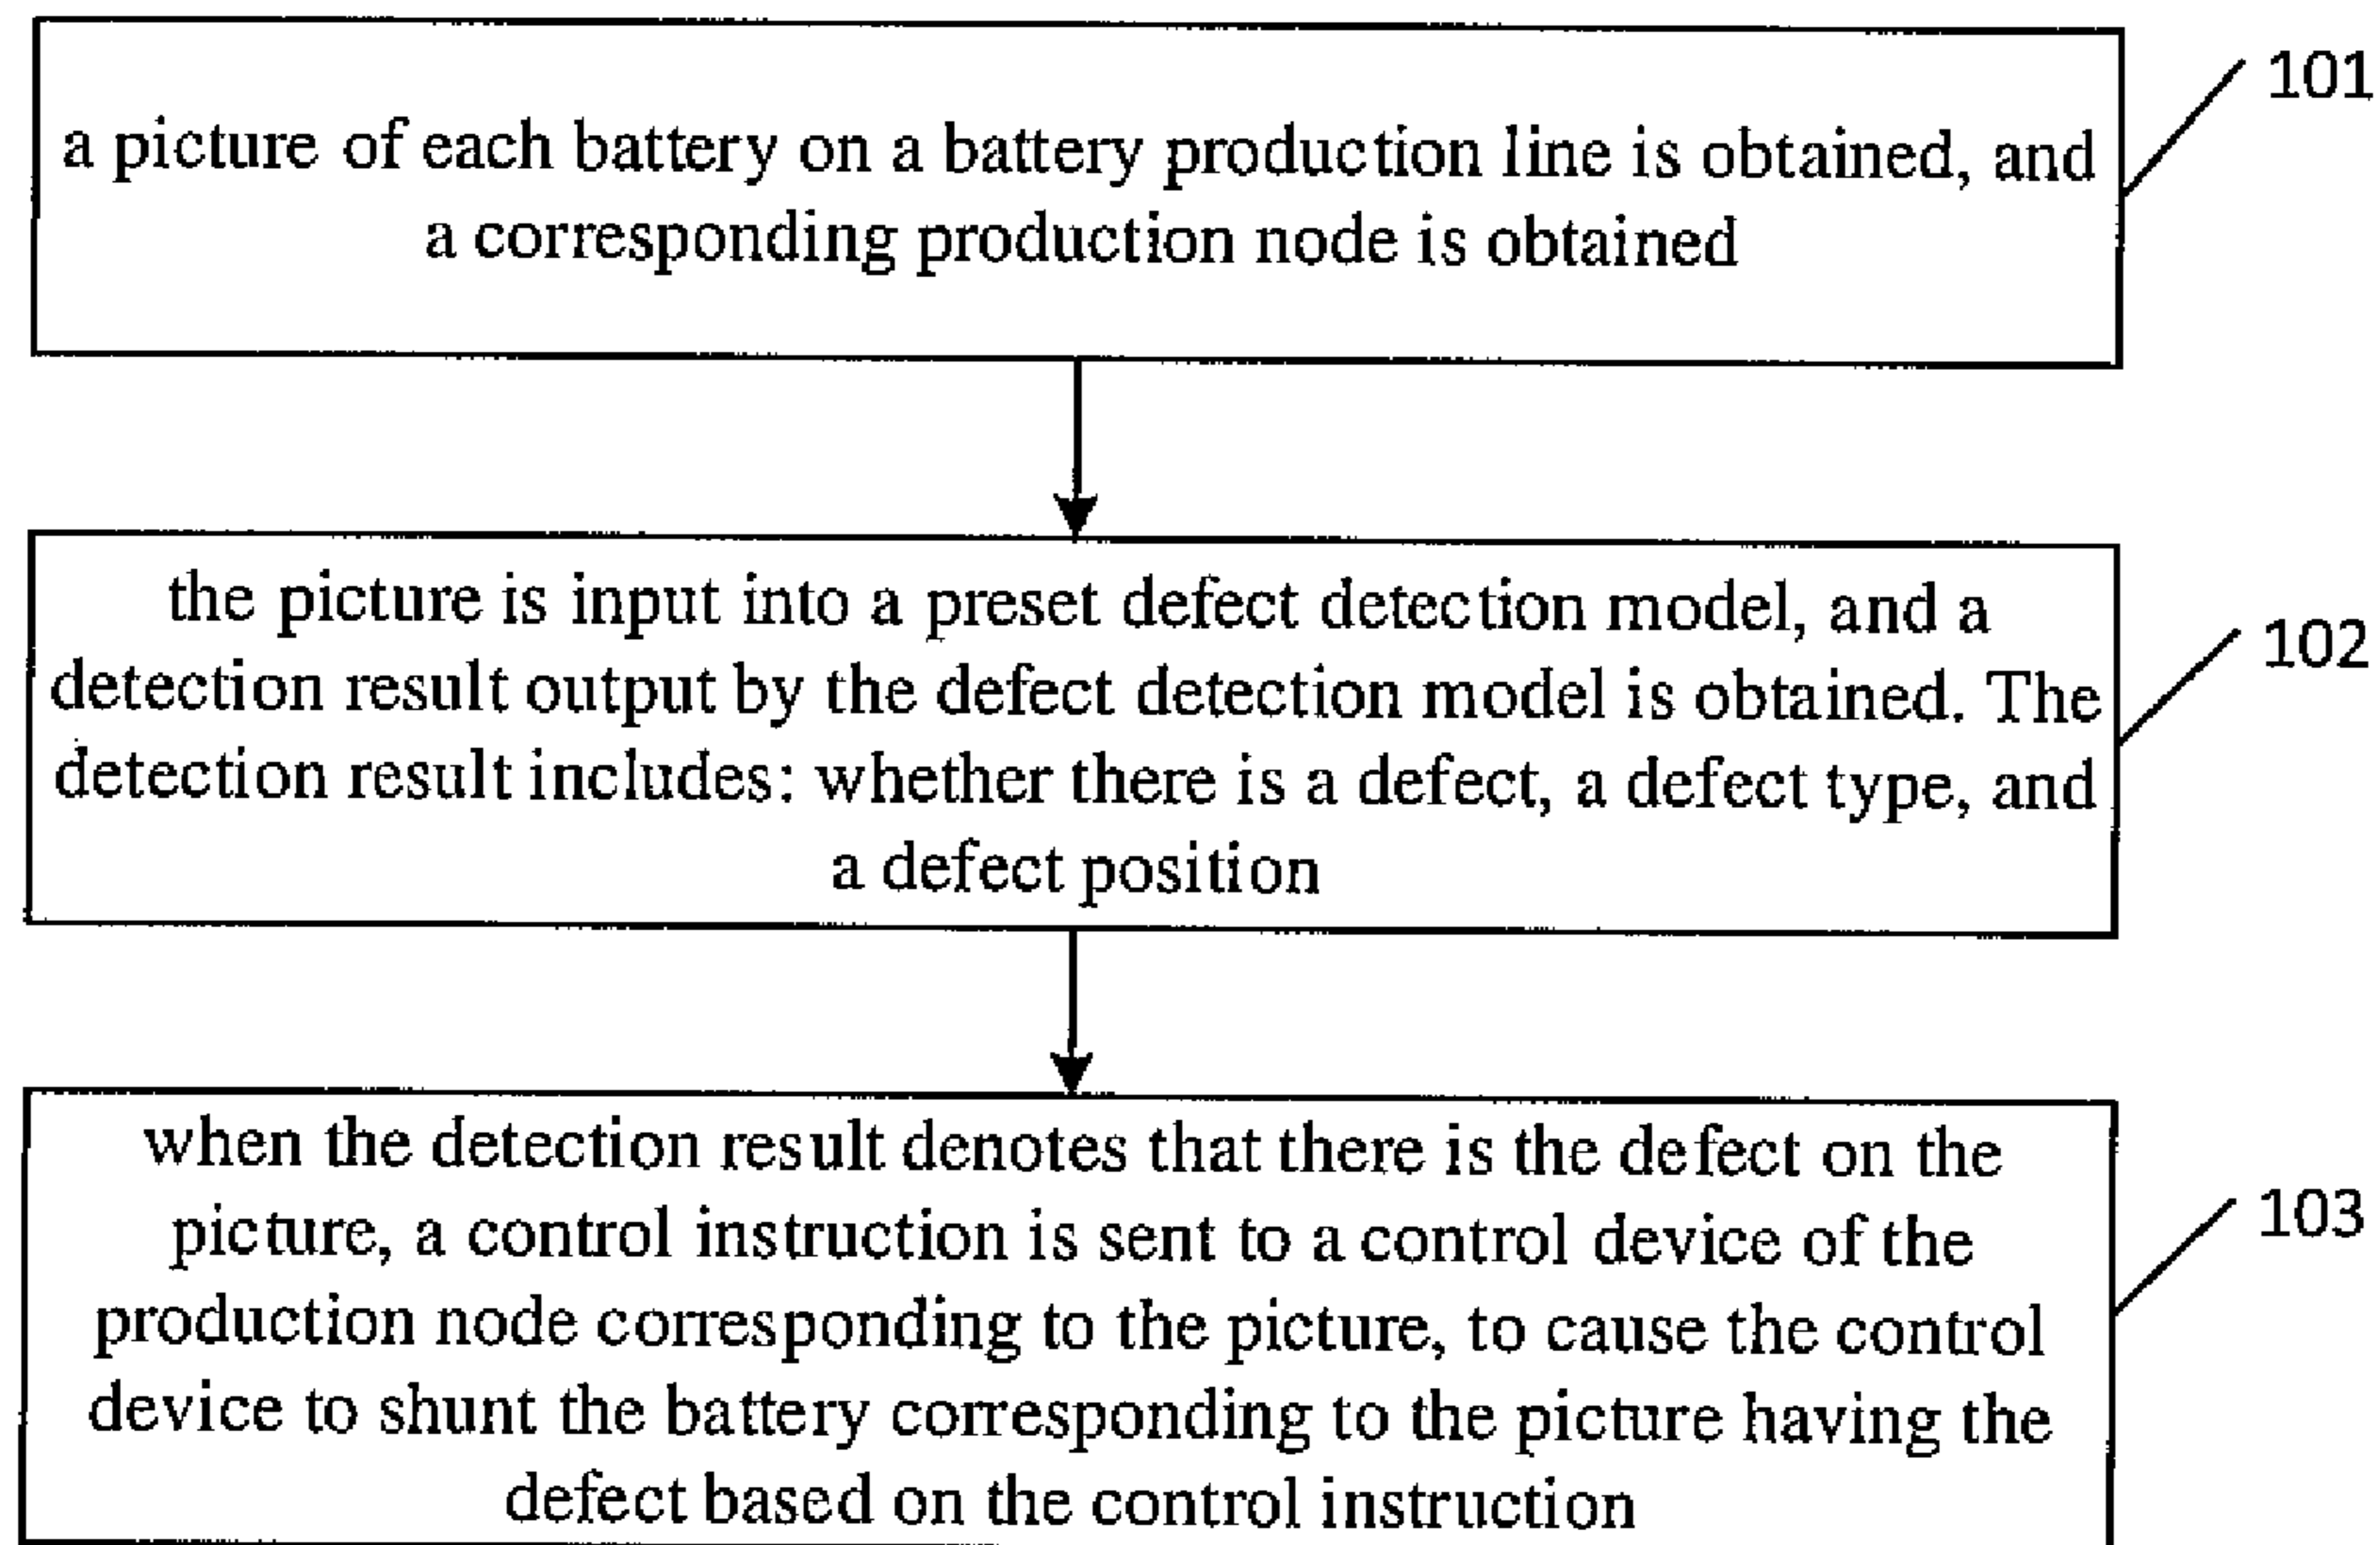 101
a picture of each battery on a battery production line is obtained, and
a corresponding production node is obtained
102
the picture is input into a preset defect detection model, and a
detection result output by the defect detection model is obtained. The
detection result includes: whether there is a defect, a defect type, and
a defect position
103
when the detection result denotes that there is the defect on the
picture, a control instruction is sent to a control device of the
production node corresponding to the picture, to cause the control
device to shunt the battery corresponding to the picture having the
defect based on the control instruction